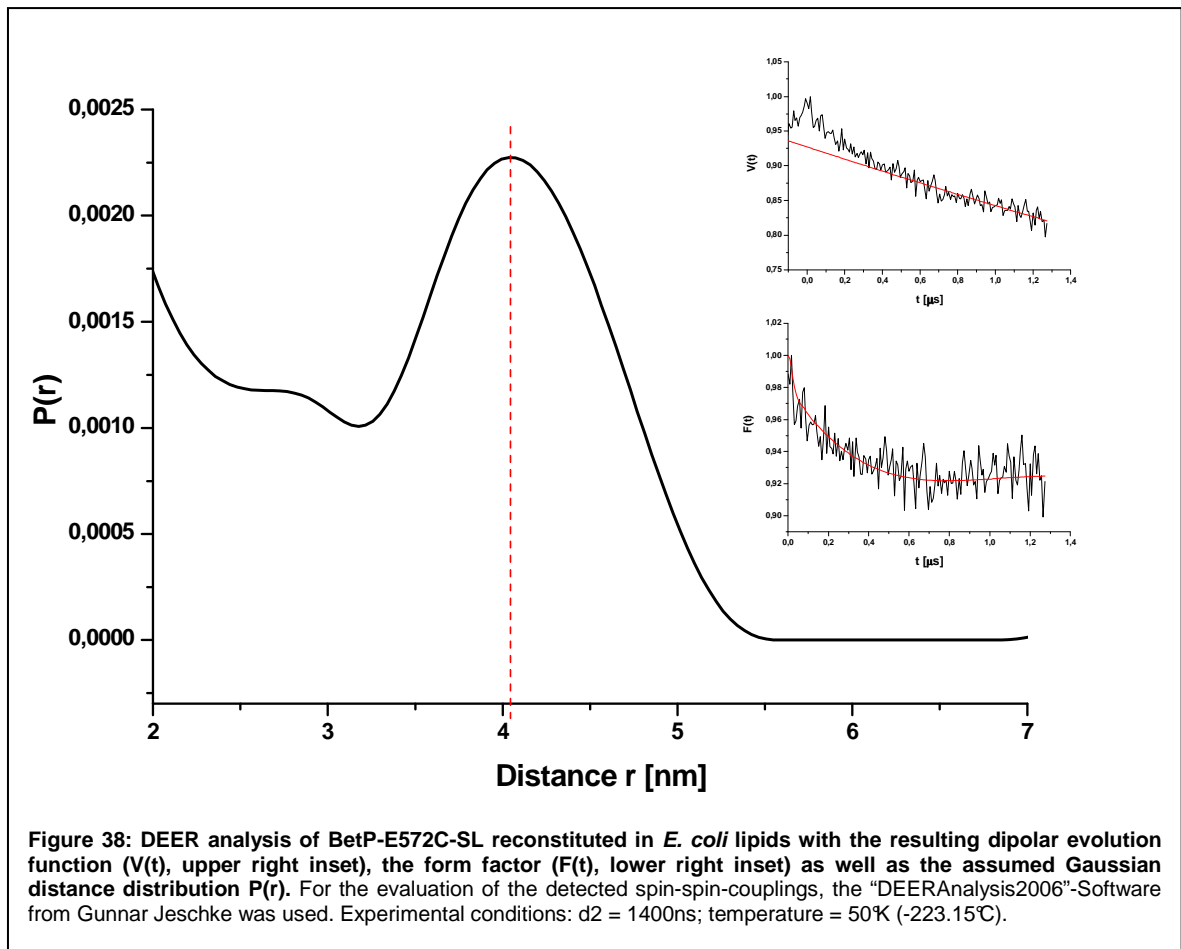 0,0025
0,0020
0,0015
0,0010
0,0005
0,0000
P(r)
2 3 4 5 6 7
Distance r [nm]
1,05
1,00
0,95
0,90
0,85
0,80
0,75
V(t)
0,0 0,2 0,4 0,6 0,8 1,0 1,2 1,4
t [µs]
1,02
1,00
0,98
0,96
0,94
0,92
0,90
F(t)
0,0 0,2 0,4 0,6 0,8 1,0 1,2 1,4
t [µs]
Figure 38: DEER analysis of BetP-E572C-SL reconstituted in E. coli lipids with the resulting dipolar evolution
function (V(t), upper right inset), the form factor (F(t), lower right inset) as well as the assumed Gaussian
distance distribution P(r). For the evaluation of the detected spin-spin-couplings, the “DEERAnalysis2006”-Software
from Gunnar Jeschke was used. Experimental conditions: d2 = 1400ns; temperature = 50°K (-223.15°C).